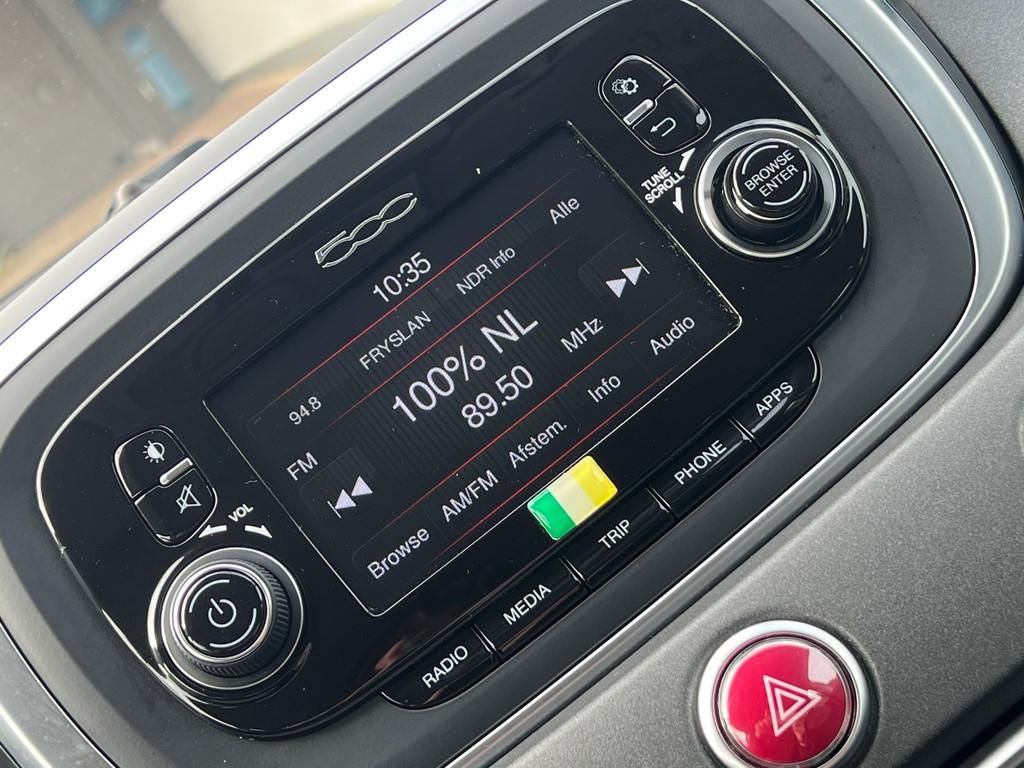 500
10:35
94.8 FRYSLAN NDR Info Alle
FM 100% NL
89.50 MHz
Browse AM/FM Afstem. Info Audio
TUNE
SCROLL
BROWSE
ENTER
VOL
RADIO MEDIA TRIP PHONE APPS